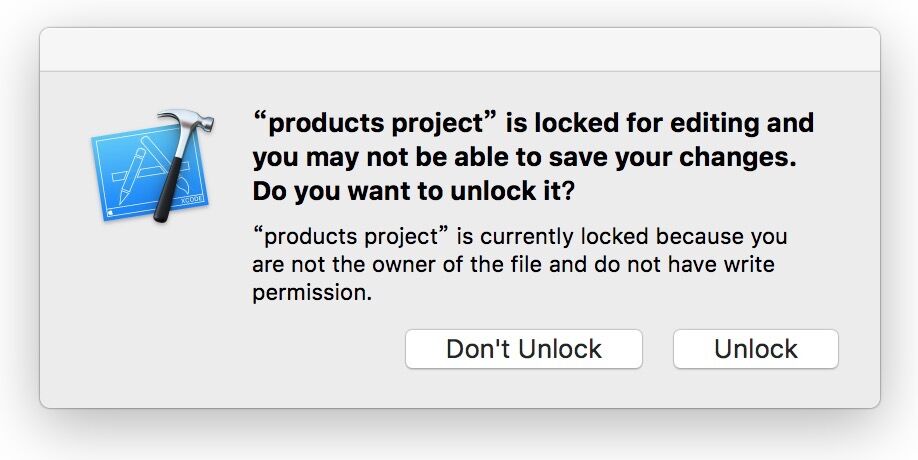 XCODE
“products project” is locked for editing and
you may not be able to save your changes.
Do you want to unlock it?
“products project” is currently locked because you
are not the owner of the file and do not have write
permission.
Don't Unlock
Unlock